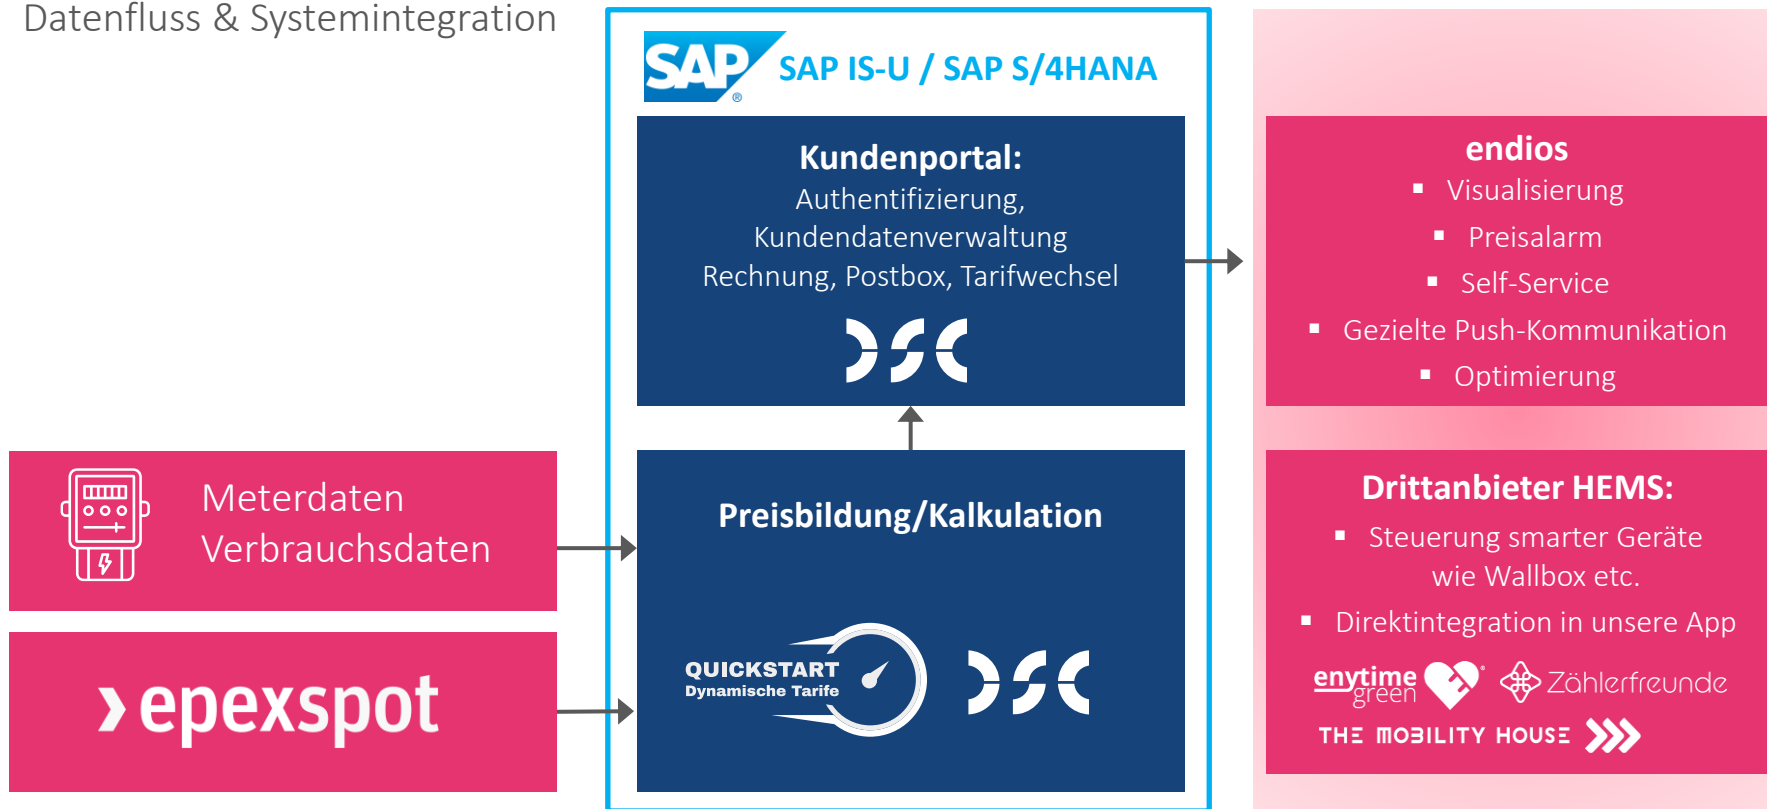 Datenfluss & Systemintegration
SAP
®
SAP IS-U / SAP S/4HANA
Kundenportal:
Authentifizierung,
Kundendatenverwaltung
Rechnung, Postbox, Tarifwechsel
DSC
Meterdaten
Verbrauchsdaten
epexspot
Preisbildung/Kalkulation
QUICKSTART
Dynamische Tarife
DSC
endios
▪ Visualisierung
▪ Preisalarm
▪ Self-Service
▪ Gezielte Push-Kommunikation
▪ Optimierung
Drittanbieter HEMS:
▪ Steuerung smarter Geräte
wie Wallbox etc.
▪ Direktintegration in unsere App
enytime
green
®
Zählerfreunde
THE MOBILITY HOUSE